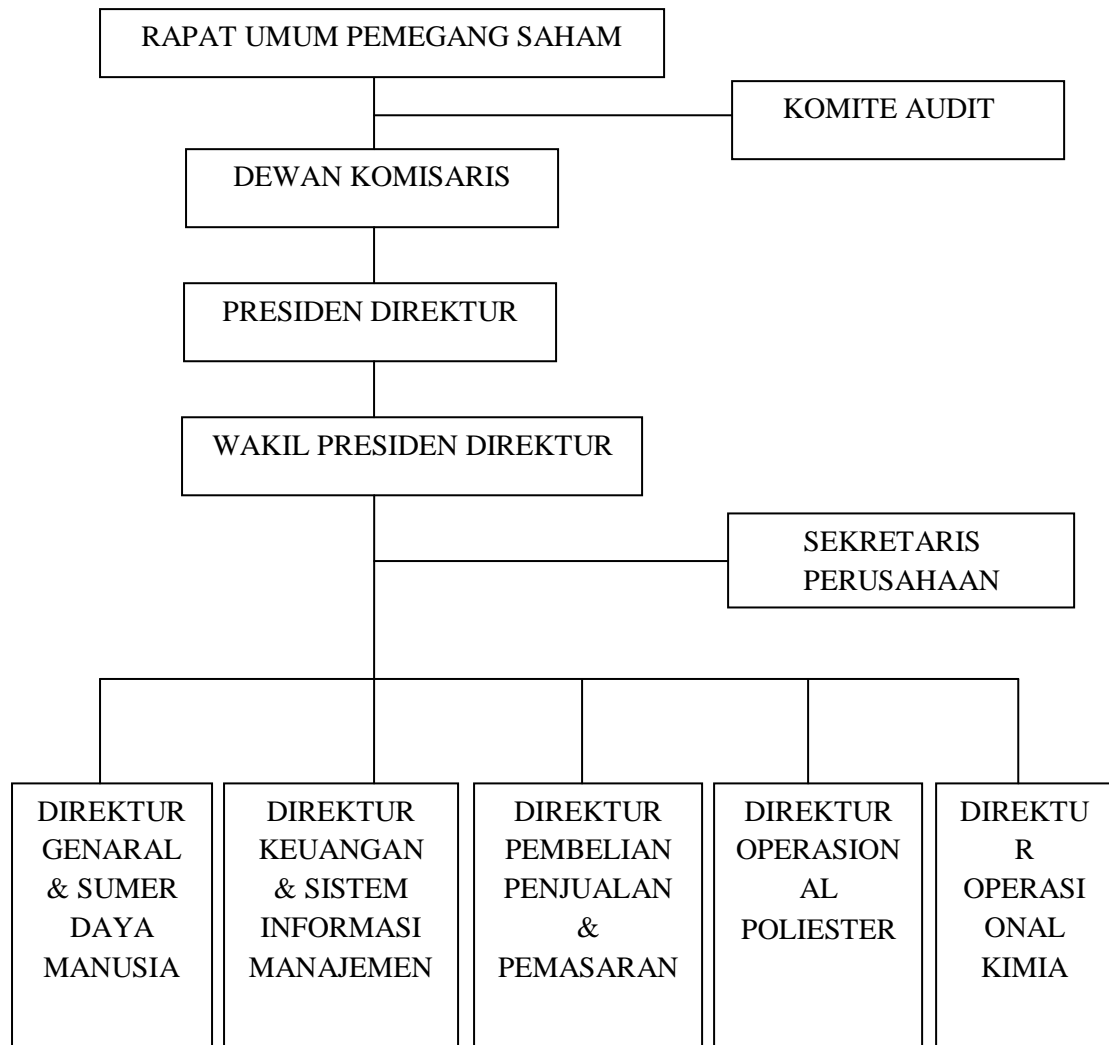 RAPAT UMUM PEMEGANG SAHAM
KOMITE AUDIT
DEWAN KOMISARIS
PRESIDEN DIREKTUR
WAKIL PRESIDEN DIREKTUR
SEKRETARIS
PERUSAHAAN
DIREKTUR
GENARAL
& SUMER
DAYA
MANUSIA
DIREKTUR
KEUANGAN
& SISTEM
INFORMASI
MANAJEMEN
DIREKTUR
PEMBELIAN
PENJUALAN
&
PEMASARAN
DIREKTUR
OPERASION
AL
POLIESTER
DIREKTU
R
OPERASI
ONAL
KIMIA